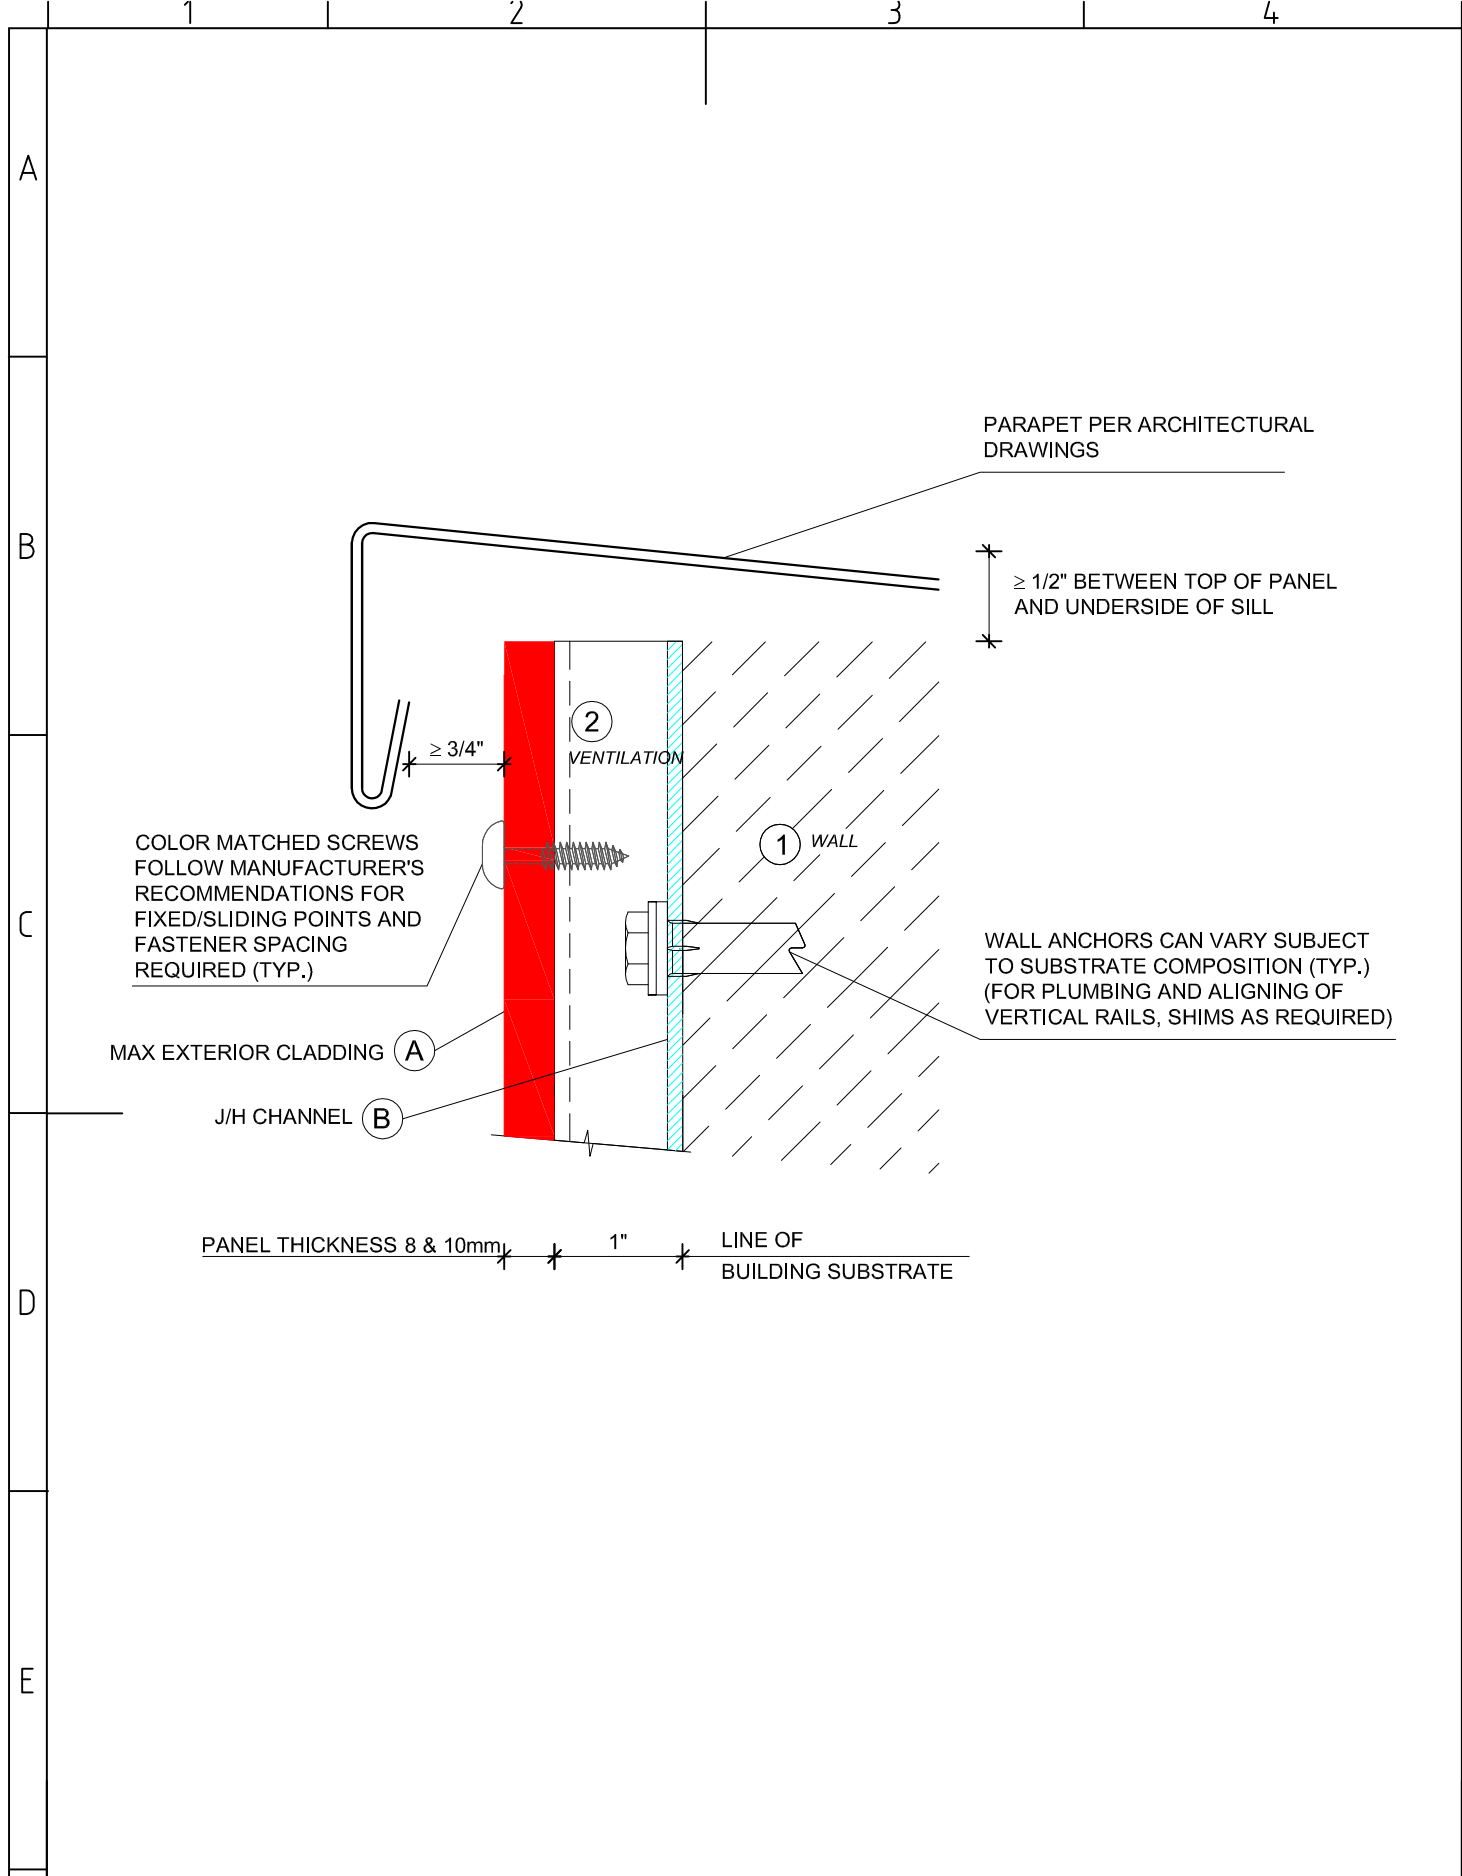 1 2 3 4
A
B
C
D
E
PARAPET PER ARCHITECTURAL
DRAWINGS
≥ 1/2" BETWEEN TOP OF PANEL
AND UNDERSIDE OF SILL
2
VENTILATION
≥ 3/4"
1 WALL
COLOR MATCHED SCREWS
FOLLOW MANUFACTURER'S
RECOMMENDATIONS FOR
FIXED/SLIDING POINTS AND
FASTENER SPACING
REQUIRED (TYP.)
WALL ANCHORS CAN VARY SUBJECT
TO SUBSTRATE COMPOSITION (TYP.)
(FOR PLUMBING AND ALIGNING OF
VERTICAL RAILS, SHIMS AS REQUIRED)
MAX EXTERIOR CLADDING A
J/H CHANNEL B
PANEL THICKNESS 8 & 10mm
1"
LINE OF
BUILDING SUBSTRATE